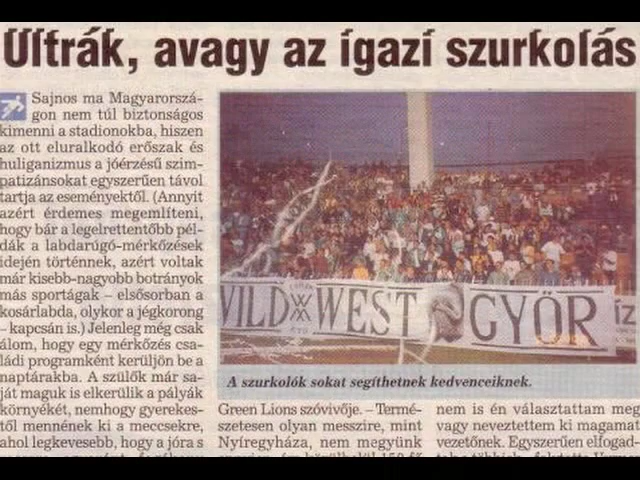 Ultrák, avagy az igazi szurkolás
Sajnos ma Magyarorszá-
gon nem túl biztonságos
kimenni a stadionokba, hiszen
az ott eluralkodó erőszak és
huliganizmus a jóérzésű szim-
patizánsokat egyszerűen távol
tartja az eseményektől. (Annyit
azért érdemes megemlíteni,
hogy bár a legelrettentőbb pél-
dák a labdarúgó-mérkőzések
idején történnek, azért voltak
már kisebb-nagyobb botrányok
más sportágak – elsősorban a
kosárlabda, olykor a jégkorong
– kapcsán is.) Jelenleg még csak
álom, hogy egy mérkőzés csa-
ládi programként kerüljön be a
naptárakba. A szülők már sa-
ját maguk is elkerülik a pályák
környékét, nemhogy gyerekes-
től mennének ki a meccsekre,
ahol legkevesebb, hogy a jóra s
WILD WEST GYŐR
A szurkolók sokat segíthetnek kedvenceiknek.
Green Lions szóvivője. – Termé-
szetesen olyan messzire, mint
Nyíregyháza, nem megyünk
nem is én választattam meg
vagy neveztettem ki magamat
vezetőnek. Egyszerűen elfogad-